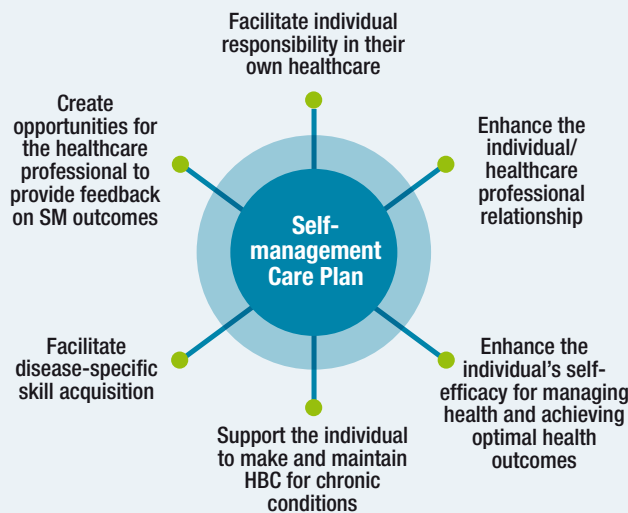 Facilitate individual
responsibility in their
own healthcare
Create
opportunities for
the healthcare
professional to
provide feedback
on SM outcomes
Enhance the
individual/
healthcare
professional
relationship
Self-
management
Care Plan
Facilitate
disease-specific
skill acquisition
Enhance the
individual's self-
efficacy for managing
health and achieving
optimal health
outcomes
Support the individual
to make and maintain
HBC for chronic
conditions